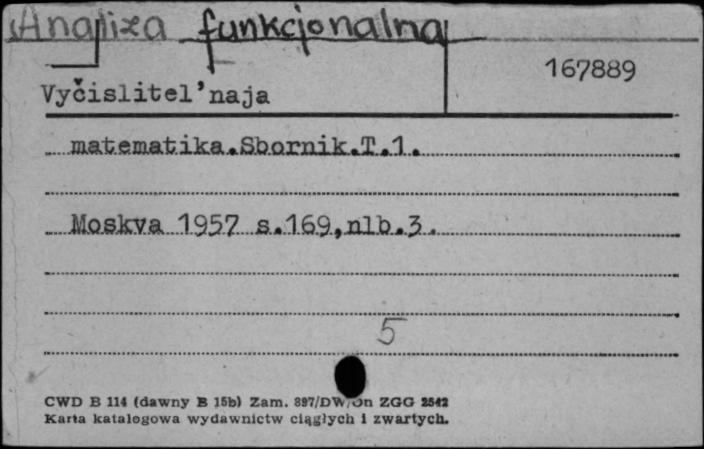 Analiza funkcjonalna
167889
Vyčislitel'naja
matematika.Sbornik.T.1.
Moskva 1957 s.169,nlb.3.
5
CWD B 114 (dawny B 15b) Zam. 897/DW/On ZGG 2542
Karta katalogowa wydawnictw ciągłych i zwartych.